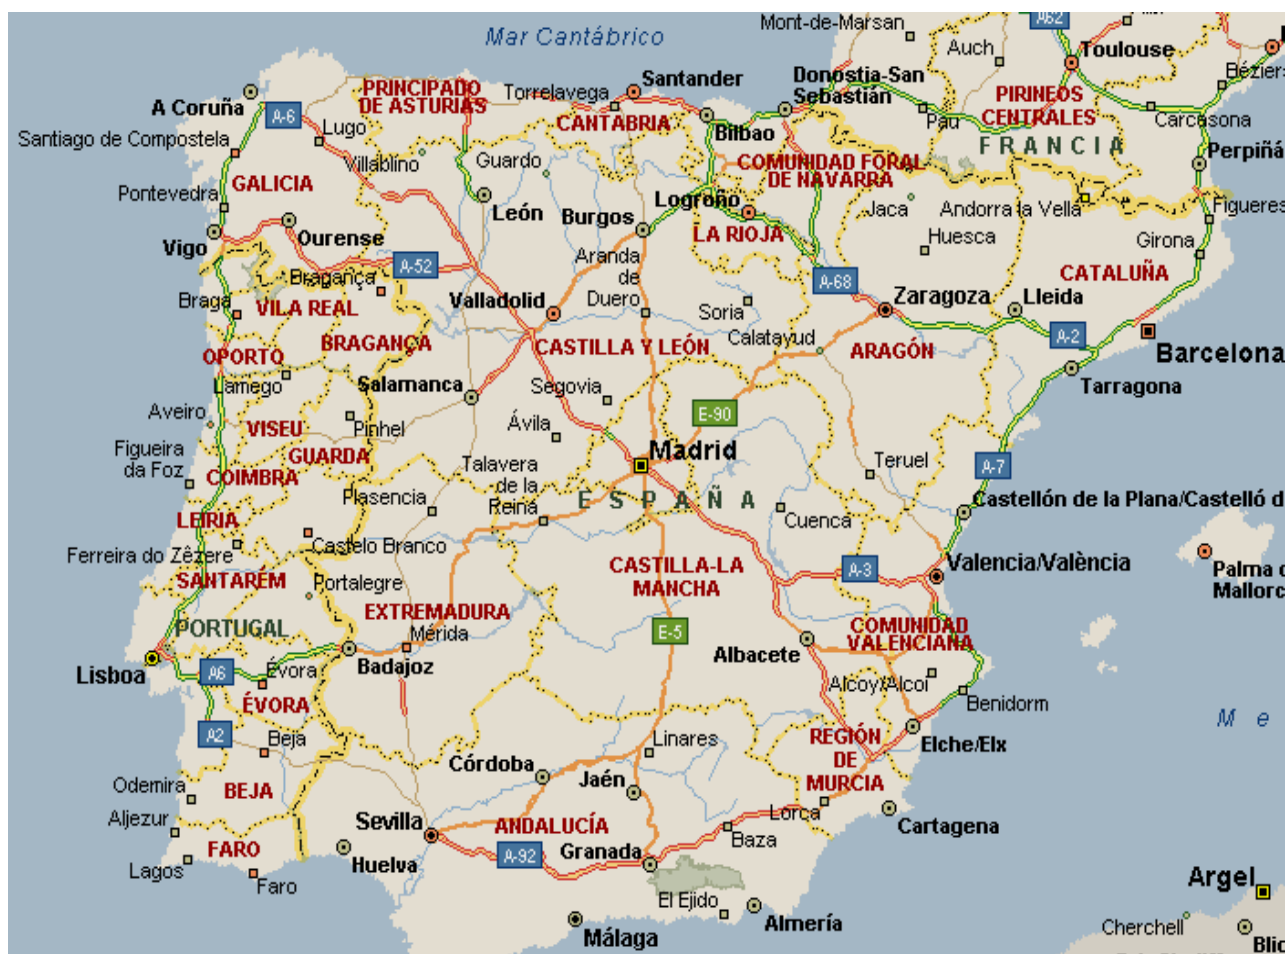 Mar Cantábrico
Mont-de-Marsan
A62
Auch
Toulouse
Santander
Donostia-San
Sebastián
Torrelavega
A Coruña
PRINCIPADO
DE ASTURIAS
CANTABRIA
Bilbao
Pau
PIRINEOS
CENTRALES
Carcasona
A-6
Lugo
Santiago de Compostela
Villablino
Guardo
FRANCIA
Perpiñá
COMUNIDAD FORAL
DE NAVARRA
GALICIA
Pontevedra
León
Burgos
Logroño
Jaca
Andorra la Vella
Figueres
Vigo
Ourense
LA RIOJA
Huesca
Girona
Aranda
de
Duero
A-52
A-68
CATALUÑA
Bragança
Braga
VILA REAL
Valladolid
Soria
Zaragoza
Lleida
BRAGANÇA
CASTILLA Y LEÓN
Calatayud
ARAGÓN
A-2
Barcelona
OPORTO
Lamego
Salamanca
Segovia
Tarragona
Aveiro
Pinhel
Ávila
E-90
VISEU
GUARDA
Figueira
da Foz
COIMBRA
Madrid
Talavera
de la
Reina
Teruel
A-7
Plasencia
ESPAÑA
Cuenca
Castellón de la Plana/Castelló d
LEIRIA
Ferreira do Zêzere
Castelo Branco
CASTILLA-LA
MANCHA
A-3
Valencia/València
Palma d
Mallorc
SANTARÉM
Portalegre
EXTREMADURA
PORTUGAL
Mérida
E-5
COMUNIDAD
VALENCIANA
Lisboa
A6
Évora
Badajoz
Albacete
Alcoy/Alcoi
ÉVORA
Benidorm
M e
A2
Beja
Linares
REGIÓN
DE
MURCIA
Elche/Elx
Córdoba
Jaén
Odemira
BEJA
Lorca
Aljezur
Sevilla
ANDALUCÍA
Cartagena
FARO
Huelva
A-92
Granada
Baza
Lagos
Faro
El Ejido
Almería
Argel
Málaga
Cherchell
Blic